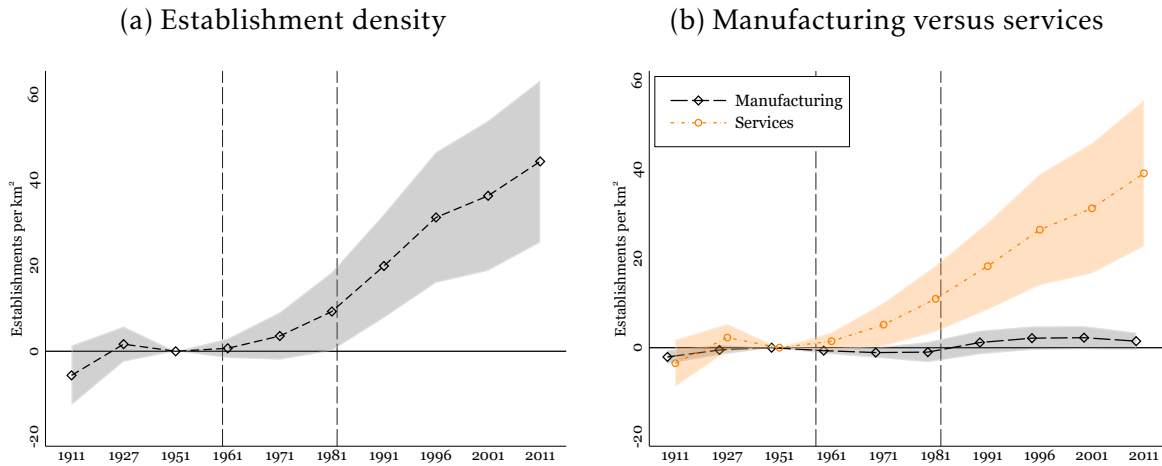 (a) Establishment density
Establishments per km²
60
40
20
0
-20
1911 1927 1951 1961 1971 1981 1991 1996 2001 2011
(b) Manufacturing versus services
Establishments per km²
60
40
20
0
-20
Manufacturing
Services
1911 1927 1951 1961 1971 1981 1991 1996 2001 2011